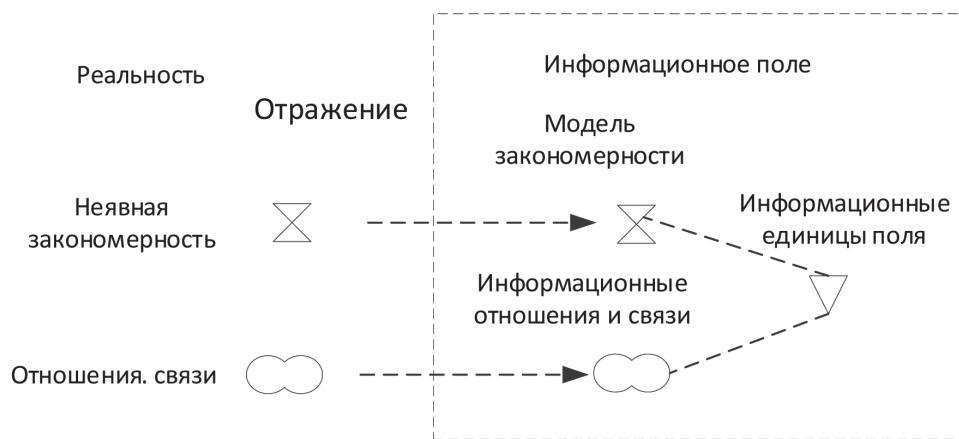 Реальность
Отражение
Информационное поле
Модель
закономерности
Неявная
закономерность
Информационные
единицы поля
Информационные
отношения и связи
Отношения. связи